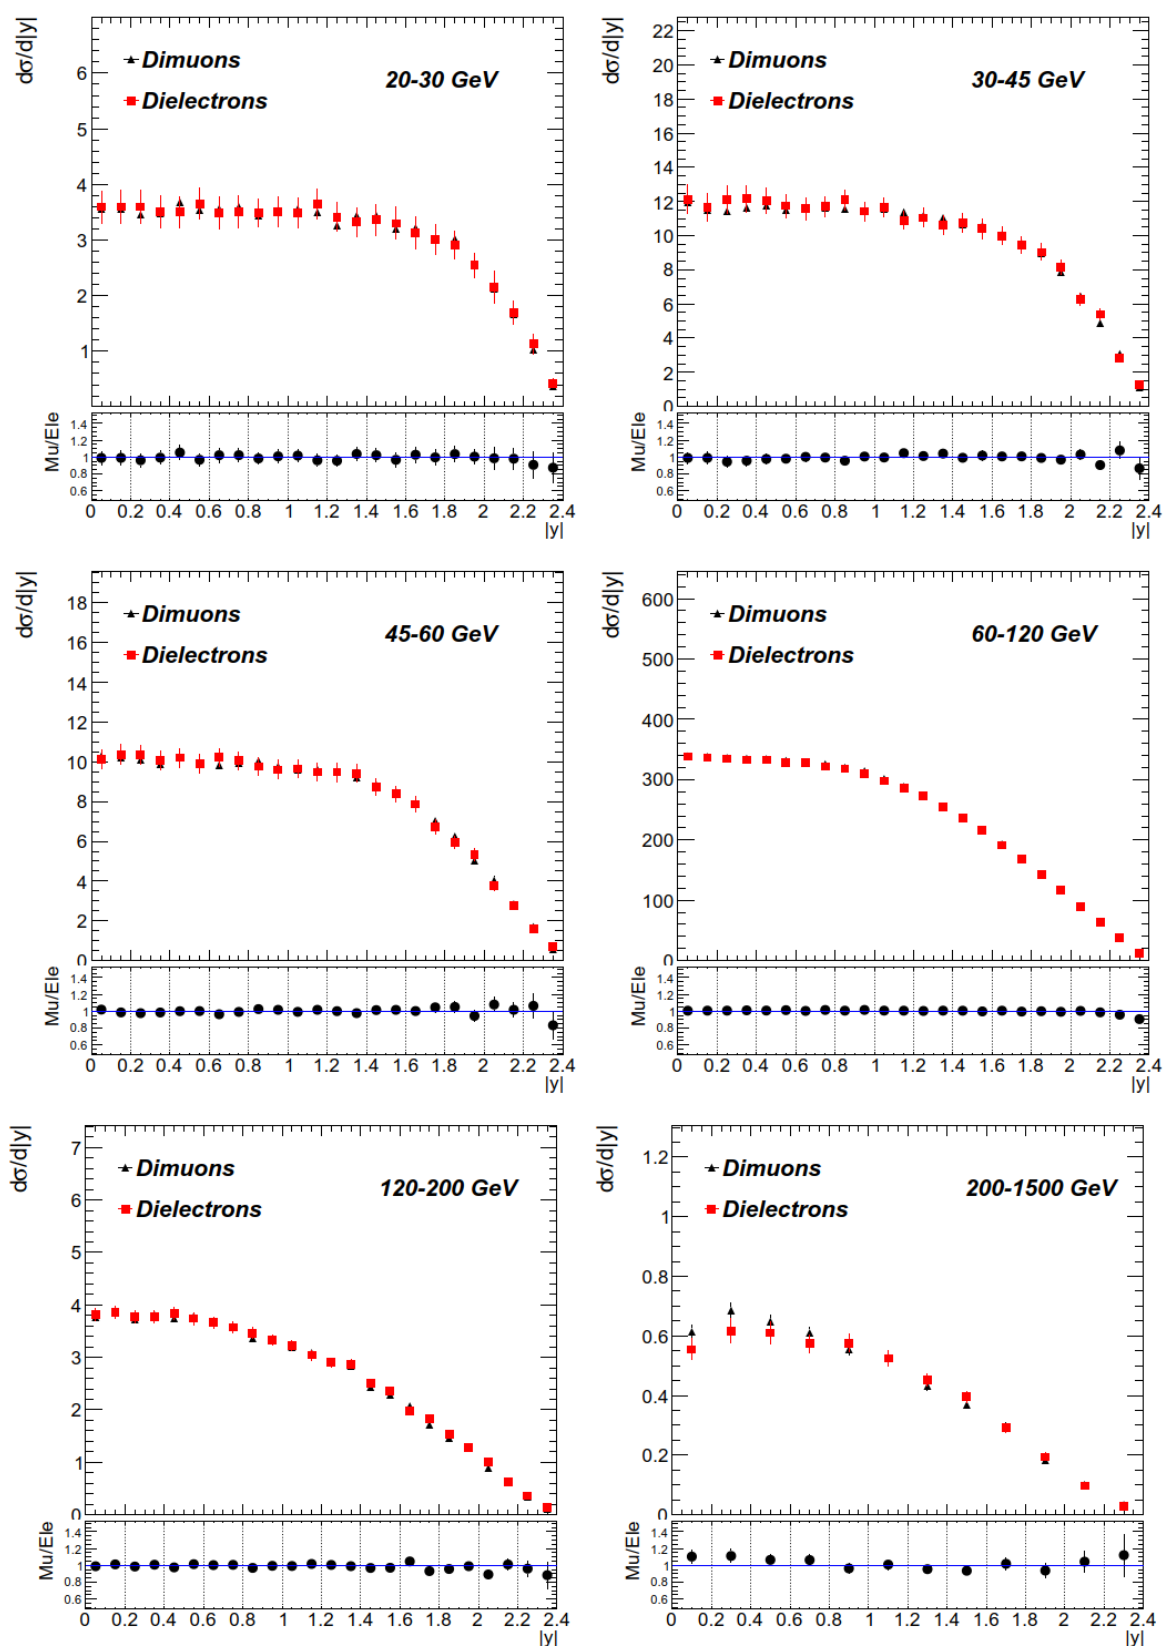 dσ/d|y|
Dimuons
Dielectrons
20-30 GeV
6
5
4
3
2
1
Mu/Ele
1.4
1.2
1
0.8
0.6
0 0.2 0.4 0.6 0.8 1 1.2 1.4 1.6 1.8 2 2.2 2.4
|y|
dσ/d|y|
Dimuons
Dielectrons
30-45 GeV
22
20
18
16
14
12
10
8
6
4
2
0
Mu/Ele
1.4
1.2
1
0.8
0.6
0 0.2 0.4 0.6 0.8 1 1.2 1.4 1.6 1.8 2 2.2 2.4
|y|
dσ/d|y|
Dimuons
Dielectrons
45-60 GeV
18
16
14
12
10
8
6
4
2
0
Mu/Ele
1.4
1.2
1
0.8
0.6
0 0.2 0.4 0.6 0.8 1 1.2 1.4 1.6 1.8 2 2.2 2.4
|y|
dσ/d|y|
Dimuons
Dielectrons
60-120 GeV
600
500
400
300
200
100
0
Mu/Ele
1.4
1.2
1
0.8
0.6
0 0.2 0.4 0.6 0.8 1 1.2 1.4 1.6 1.8 2 2.2 2.4
|y|
dσ/d|y|
Dimuons
Dielectrons
120-200 GeV
7
6
5
4
3
2
1
0
Mu/Ele
1.4
1.2
1
0.8
0.6
0 0.2 0.4 0.6 0.8 1 1.2 1.4 1.6 1.8 2 2.2 2.4
|y|
dσ/d|y|
Dimuons
Dielectrons
200-1500 GeV
1.2
1
0.8
0.6
0.4
0.2
0
Mu/Ele
1.4
1.2
1
0.8
0.6
0 0.2 0.4 0.6 0.8 1 1.2 1.4 1.6 1.8 2 2.2 2.4
|y|